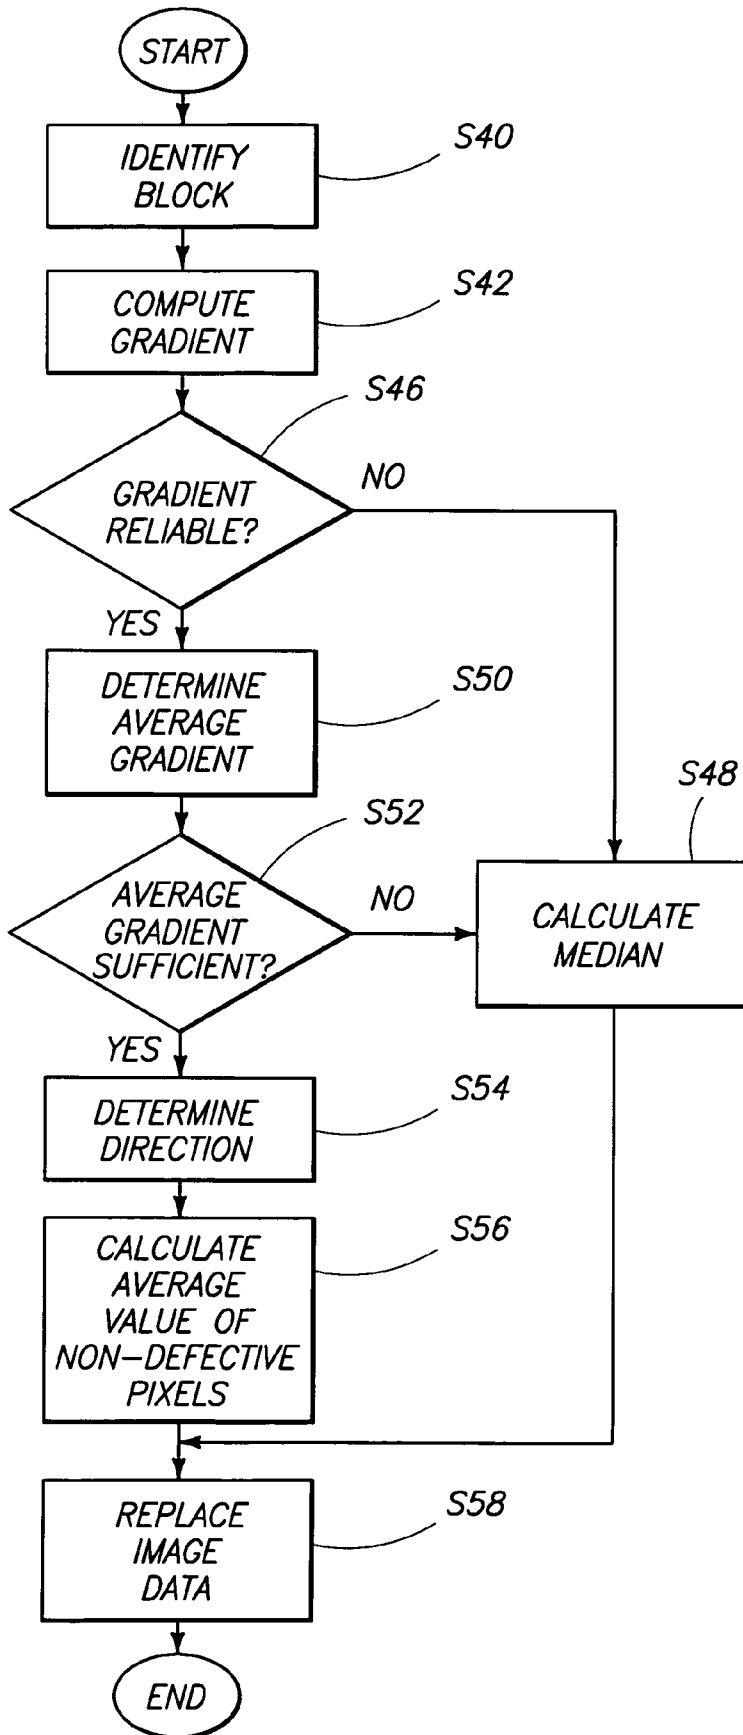 START
IDENTIFY
BLOCK
S40
COMPUTE
GRADIENT
S42
S46
GRADIENT
RELIABLE?
NO
YES
DETERMINE
AVERAGE
GRADIENT
S50
S52
AVERAGE
GRADIENT
SUFFICIENT?
NO
S48
CALCULATE
MEDIAN
YES
DETERMINE
DIRECTION
S54
CALCULATE
AVERAGE
VALUE OF
NON-DEFECTIVE
PIXELS
S56
REPLACE
IMAGE
DATA
S58
END